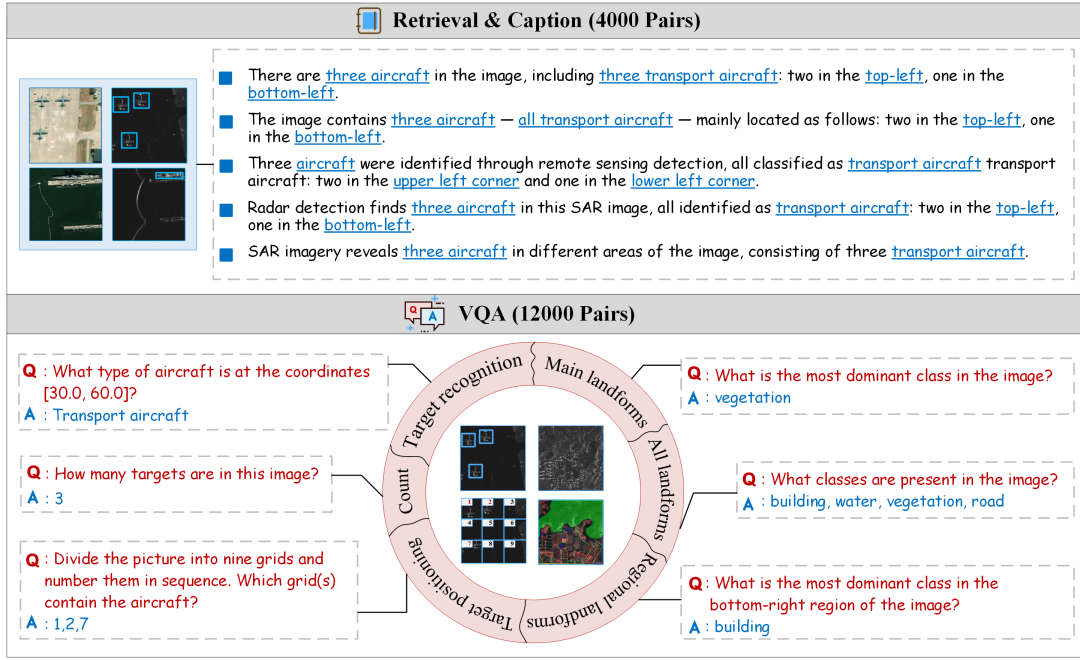 Retrieval & Caption (4000 Pairs)
There are three aircraft in the image, including three transport aircraft: two in the top-left, one in the
bottom-left.
The image contains three aircraft — all transport aircraft — mainly located as follows: two in the top-left, one
in the bottom-left.
Three aircraft were identified through remote sensing detection, all classified as transport aircraft transport
aircraft: two in the upper left corner and one in the lower left corner.
Radar detection finds three aircraft in this SAR image, all identified as transport aircraft: two in the top-left,
one in the bottom-left.
SAR imagery reveals three aircraft in different areas of the image, consisting of three transport aircraft.
Q
A
VQA (12000 Pairs)
Q : What type of aircraft is at the coordinates
[30.0, 60.0]?
A : Transport aircraft
Q : How many targets are in this image?
A : 3
Q : Divide the picture into nine grids and
number them in sequence. Which grid(s)
contain the aircraft?
A : 1,2,7
Target recognition
Main landforms
All landforms
Regional landforms
Target positioning
Count
1 2 3
4 5 6
7 8 9
Q : What is the most dominant class in the image?
A : vegetation
Q : What classes are present in the image?
A : building, water, vegetation, road
Q : What is the most dominant class in the
bottom-right region of the image?
A : building